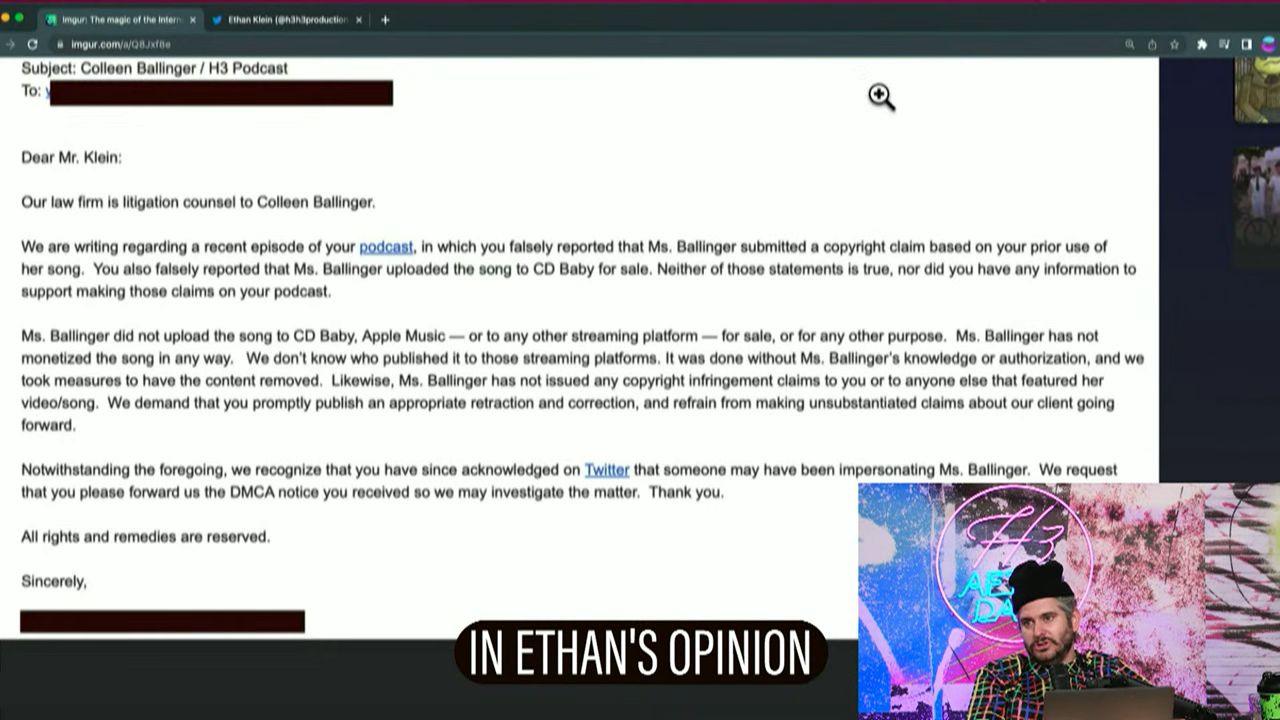 Imgur: The magic of the Intern
Ethan Klein (@h3h3production
imgur.com/a/Q8Jxf8e
Subject: Colleen Ballinger / H3 Podcast
To:
Dear Mr. Klein:
Our law firm is litigation counsel to Colleen Ballinger.
We are writing regarding a recent episode of your podcast, in which you falsely reported that Ms. Ballinger submitted a copyright claim based on your prior use of
her song. You also falsely reported that Ms. Ballinger uploaded the song to CD Baby for sale. Neither of those statements is true, nor did you have any information to
support making those claims on your podcast.
Ms. Ballinger did not upload the song to CD Baby, Apple Music — or to any other streaming platform — for sale, or for any other purpose. Ms. Ballinger has not
monetized the song in any way. We don't know who published it to those streaming platforms. It was done without Ms. Ballinger's knowledge or authorization, and we
took measures to have the content removed. Likewise, Ms. Ballinger has not issued any copyright infringement claims to you or to anyone else that featured her
video/song. We demand that you promptly publish an appropriate retraction and correction, and refrain from making unsubstantiated claims about our client going
forward.
Notwithstanding the foregoing, we recognize that you have since acknowledged on Twitter that someone may have been impersonating Ms. Ballinger. We request
that you please forward us the DMCA notice you received so we may investigate the matter. Thank you.
All rights and remedies are reserved.
Sincerely,
H3
IN ETHAN'S OPINION